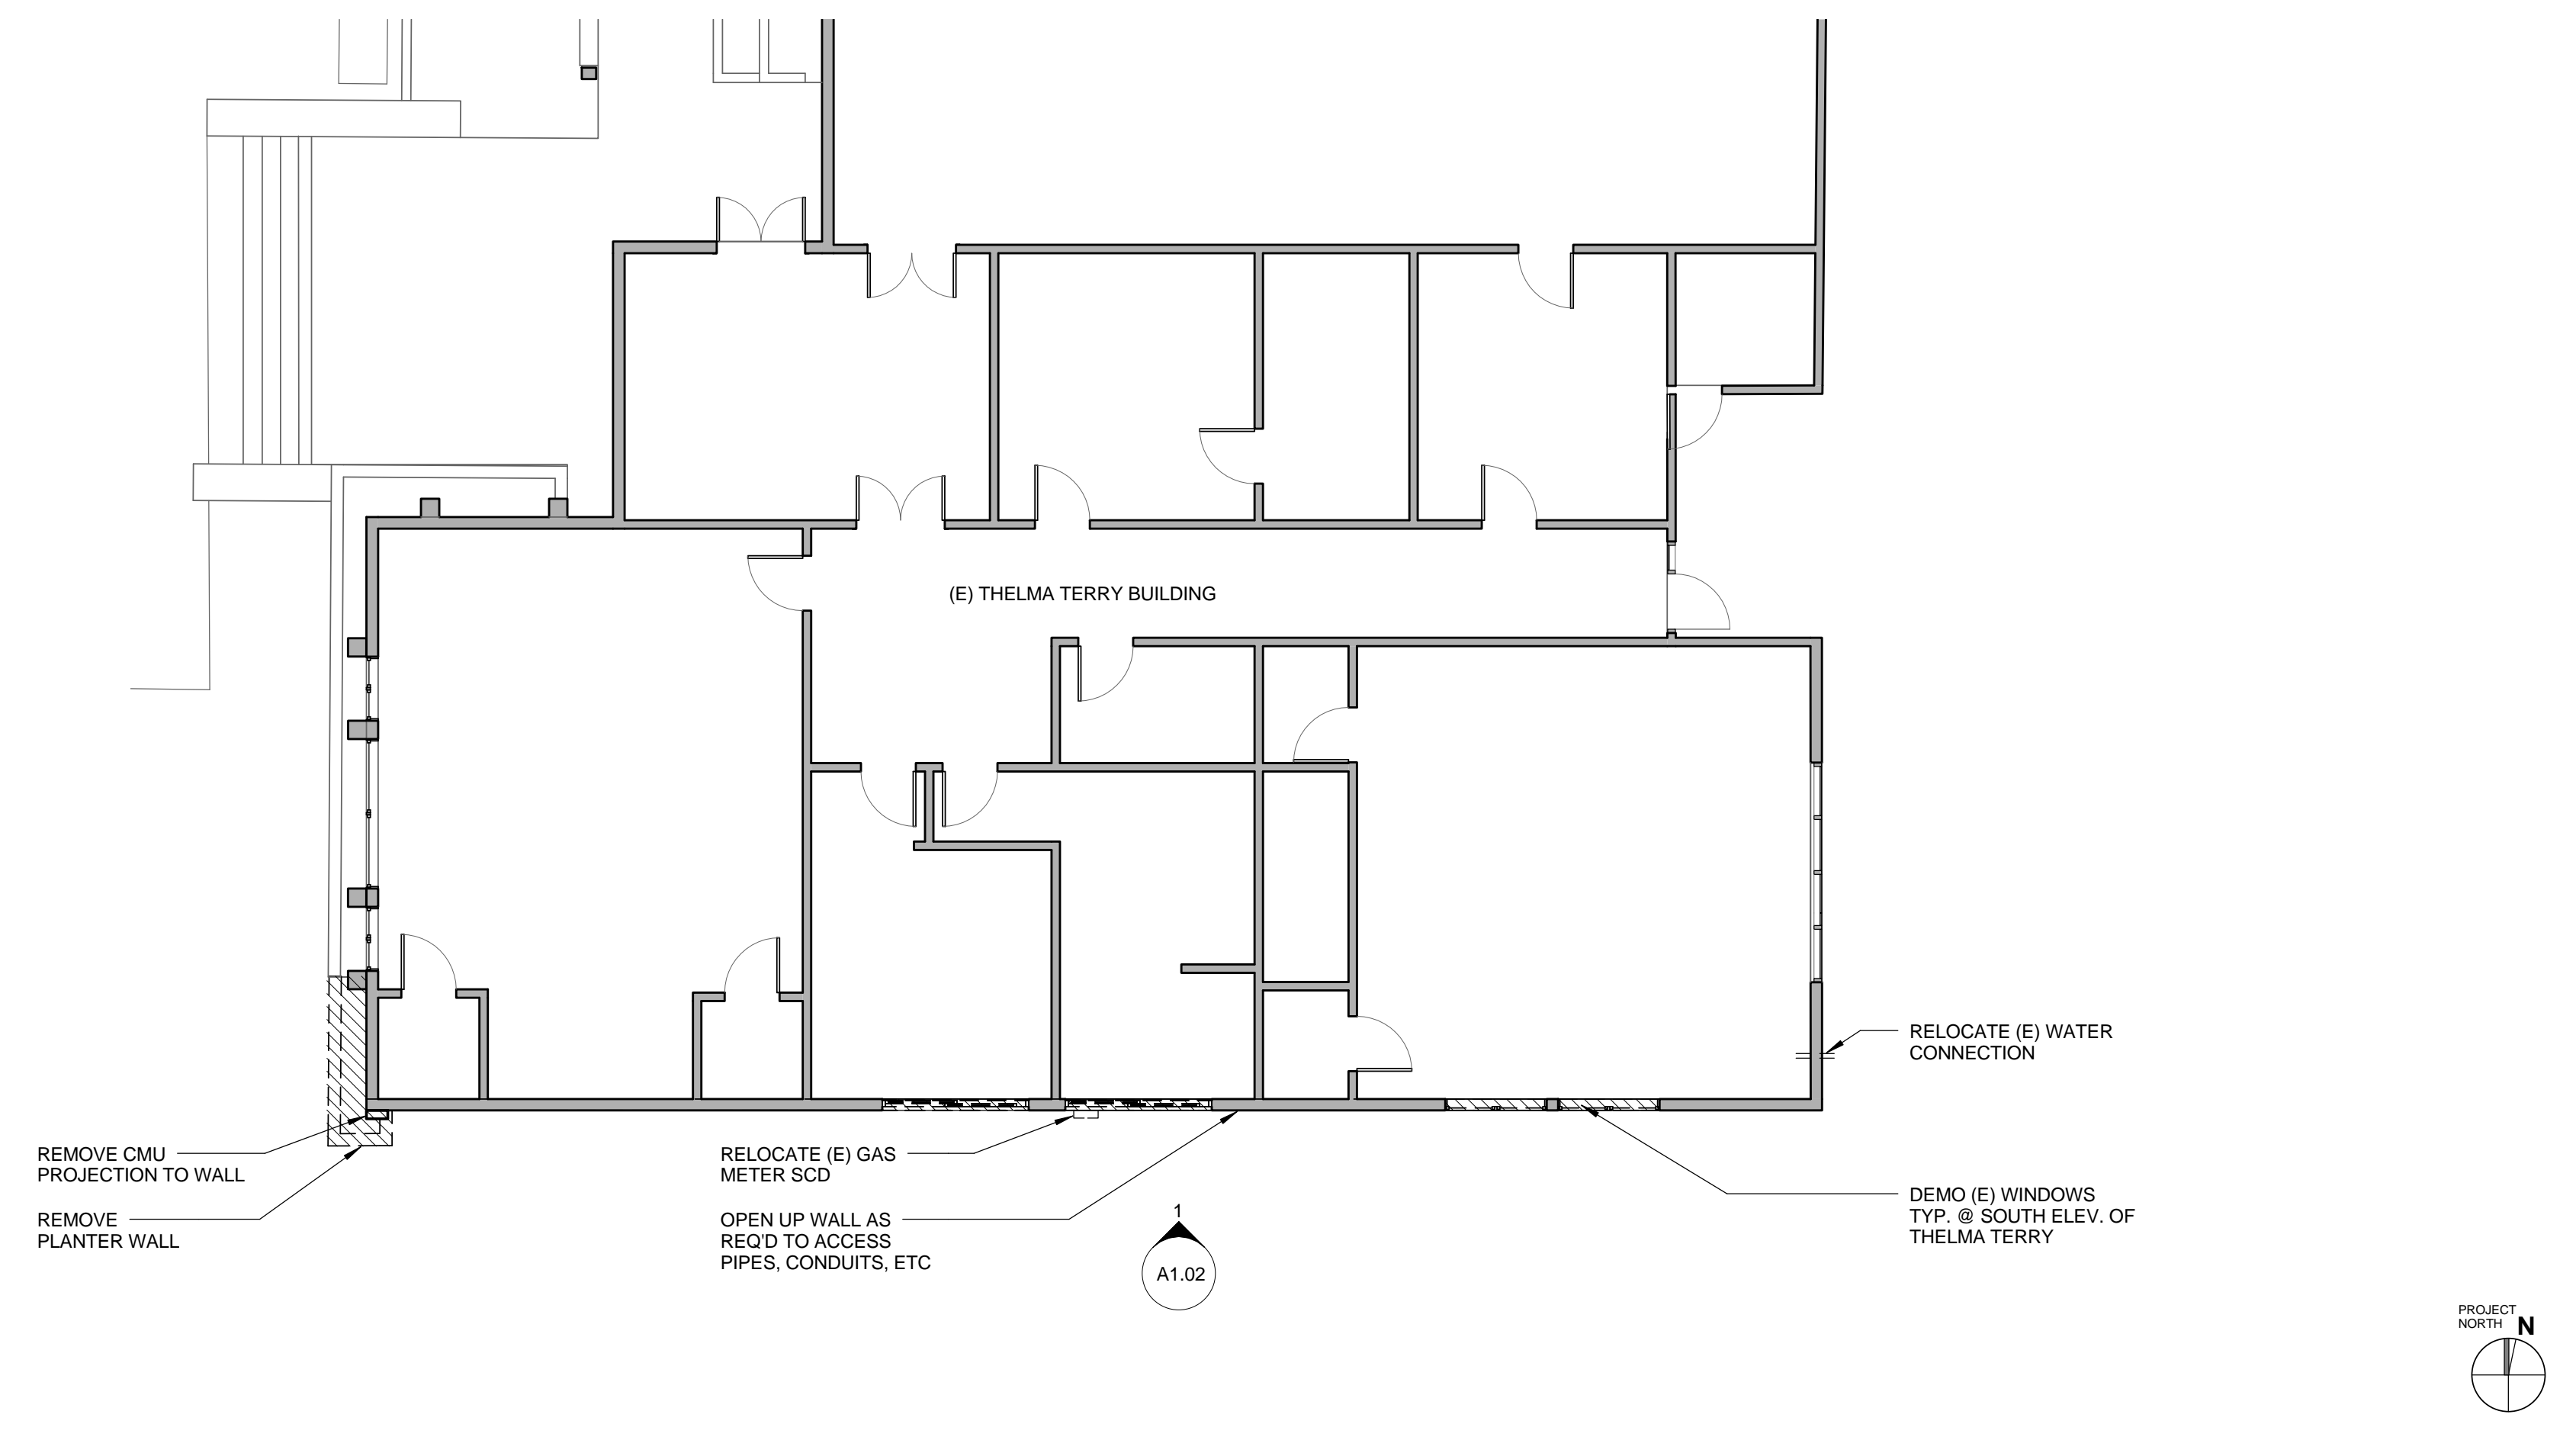 (E) THELMA TERRY BUILDING
RELOCATE (E) WATER
CONNECTION
REMOVE CMU
PROJECTION TO WALL
REMOVE
PLANTER WALL
RELOCATE (E) GAS
METER SCD
OPEN UP WALL AS
REQ'D TO ACCESS
PIPES, CONDUITS, ETC
1
A1.02
DEMO (E) WINDOWS
TYP. @ SOUTH ELEV. OF
THELMA TERRY
PROJECT
NORTH N